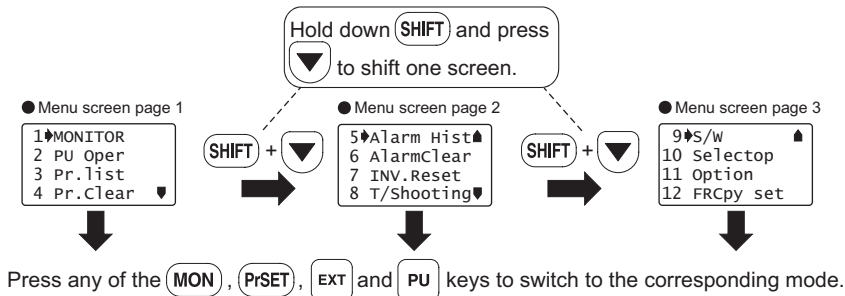 Hold down SHIFT and press
▼ to shift one screen.
● Menu screen page 1
● Menu screen page 2
● Menu screen page 3
1 MONITOR
2 PU Oper
3 Pr.list
4 Pr.Clear
SHIFT + ▼
5 Alarm Hist
6 AlarmClear
7 INV.Reset
8 T/Shooting
SHIFT + ▼
9 S/W
10 Selectop
11 Option
12 FRCpy set
Press any of the MON , PrSET , EXT and PU keys to switch to the corresponding mode.